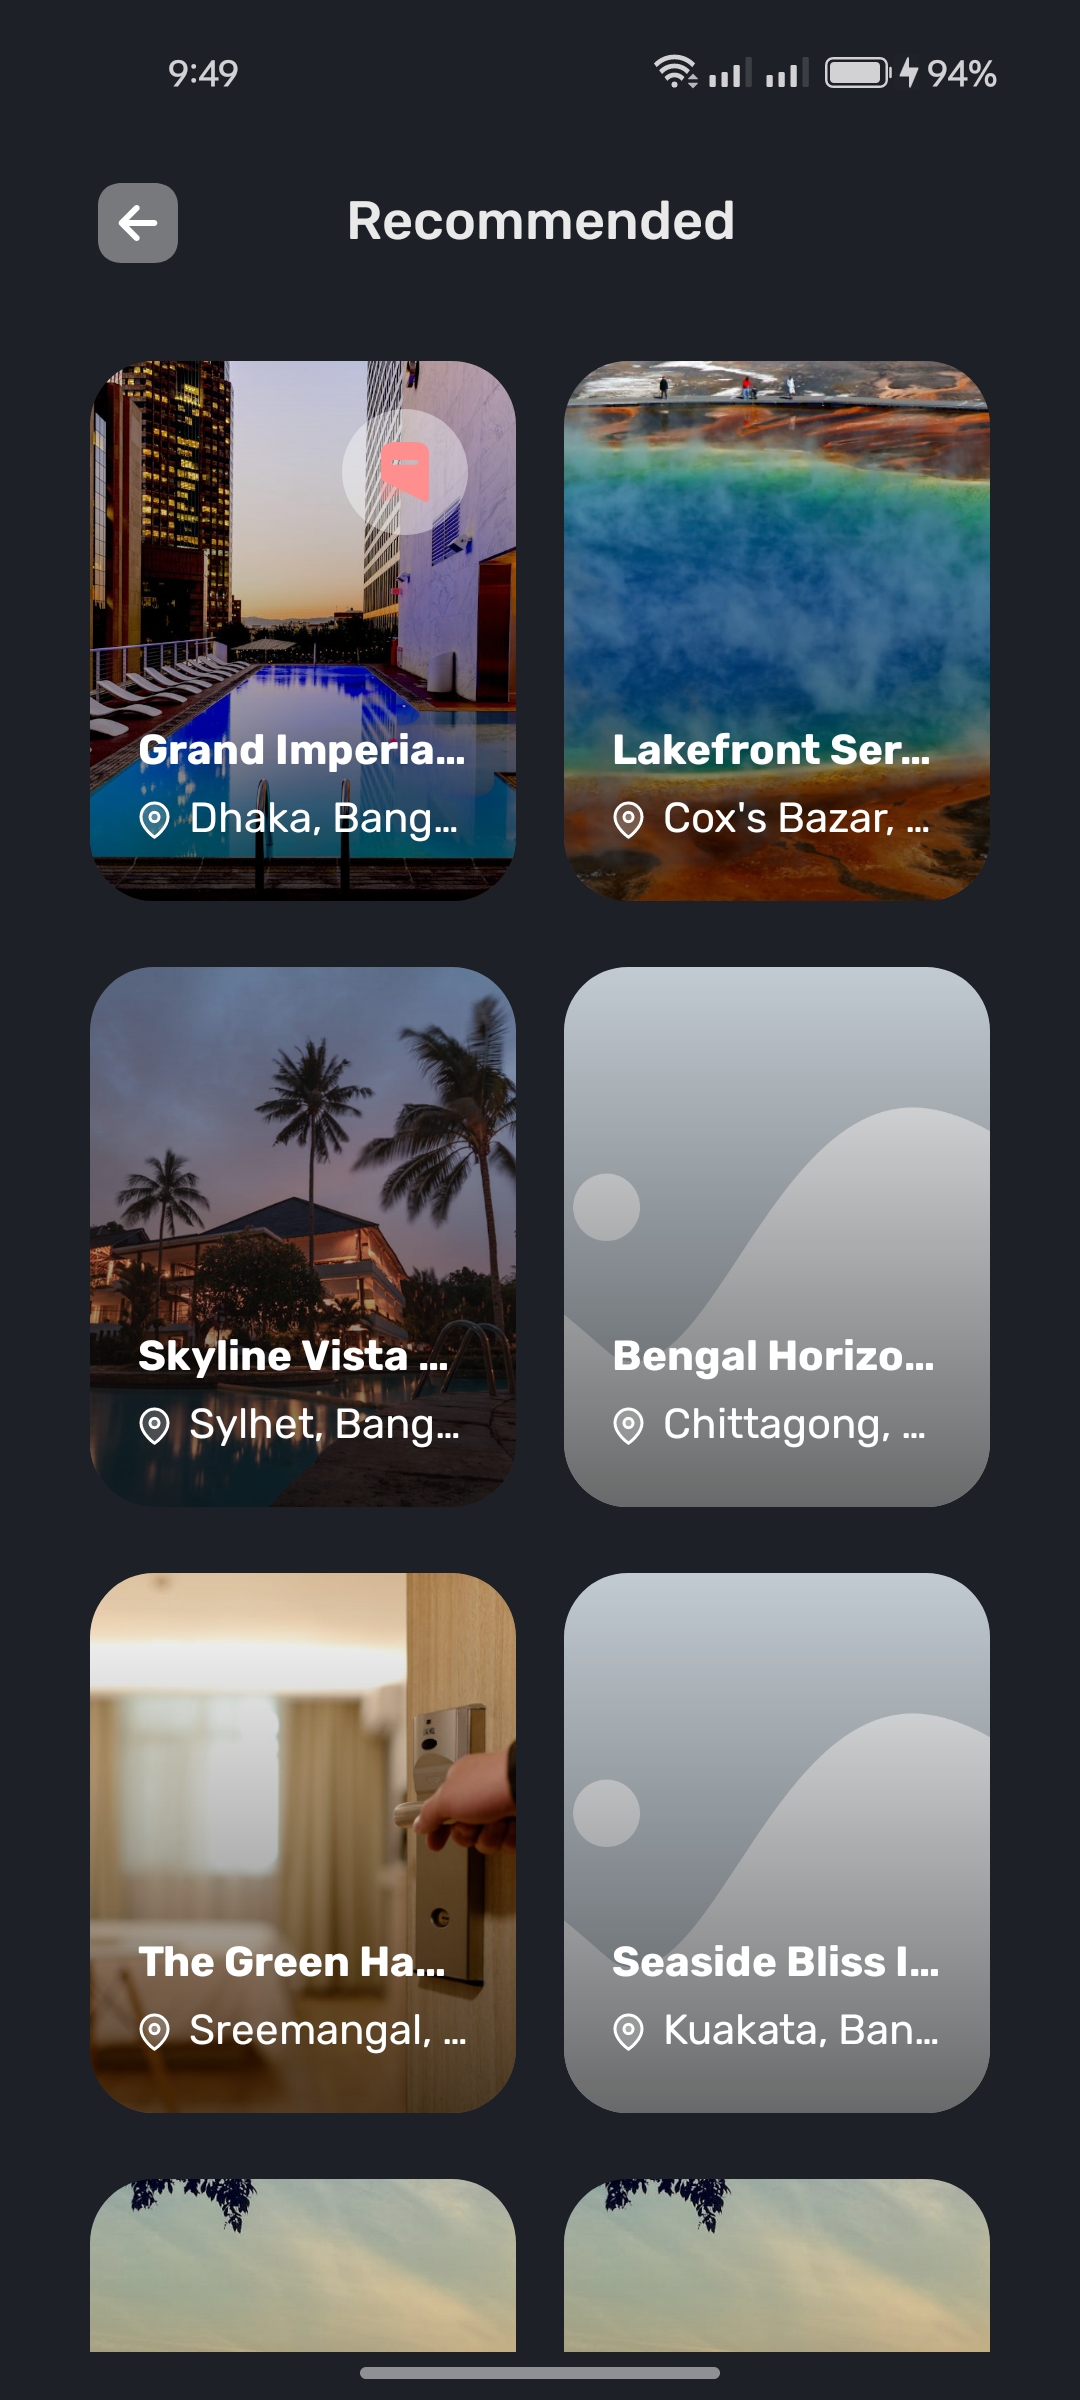 9:49
94%
Recommended
Grand Imperia...
Dhaka, Bang...
Lakefront Ser...
Cox's Bazar, ...
Skyline Vista ...
Sylhet, Bang...
Bengal Horizo...
Chittagong, ...
The Green Ha...
Sreemangal, ...
Seaside Bliss I...
Kuakata, Ban...